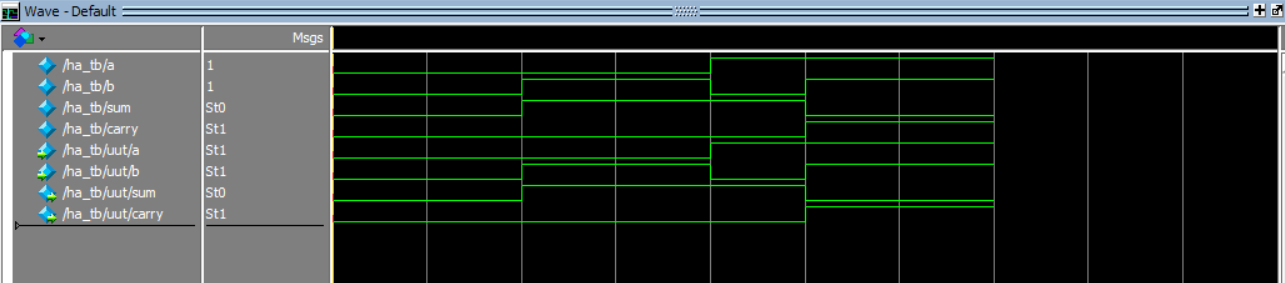 Wave - Default
Msgs
/ha_tb/a 1
/ha_tb/b 1
/ha_tb/sum St0
/ha_tb/carry St1
/ha_tb/uut/a St1
/ha_tb/uut/b St1
/ha_tb/uut/sum St0
/ha_tb/uut/carry St1